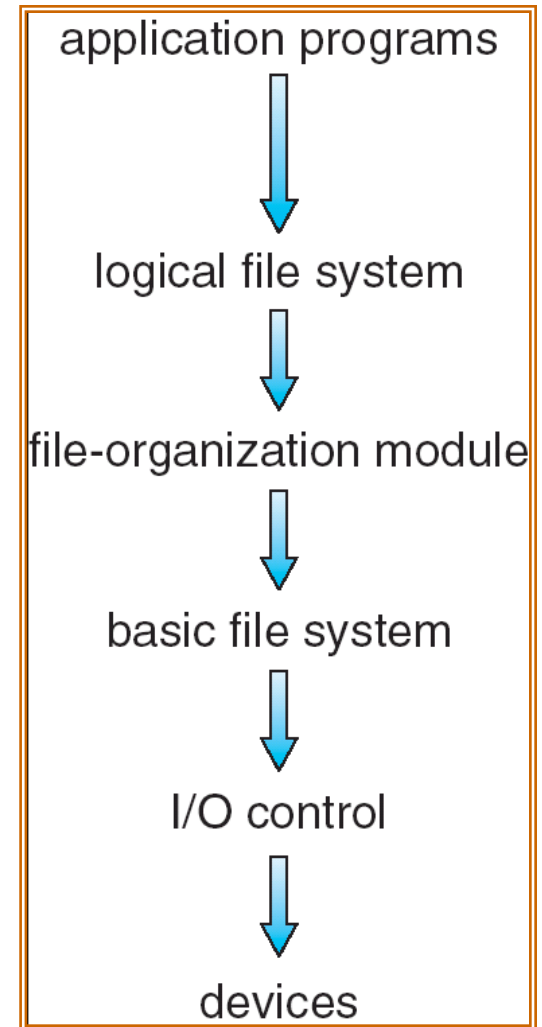 application programs
logical file system
file-organization module
basic file system
I/O control
devices